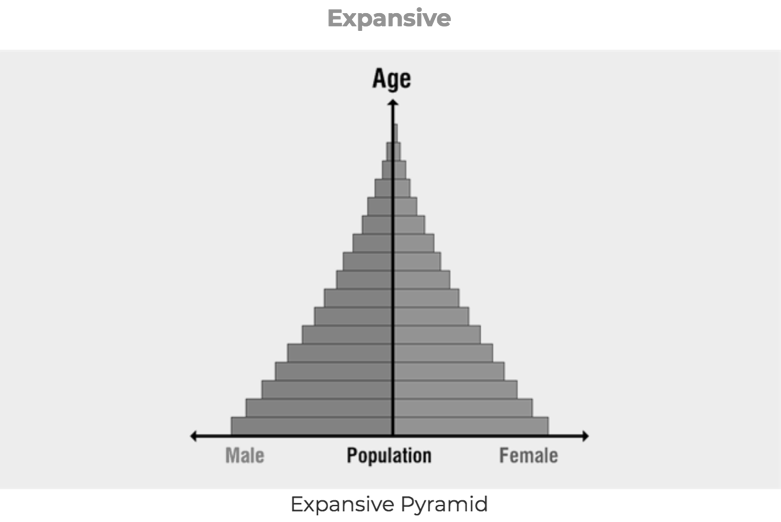 Expansive
Age
Male Population Female
Expansive Pyramid